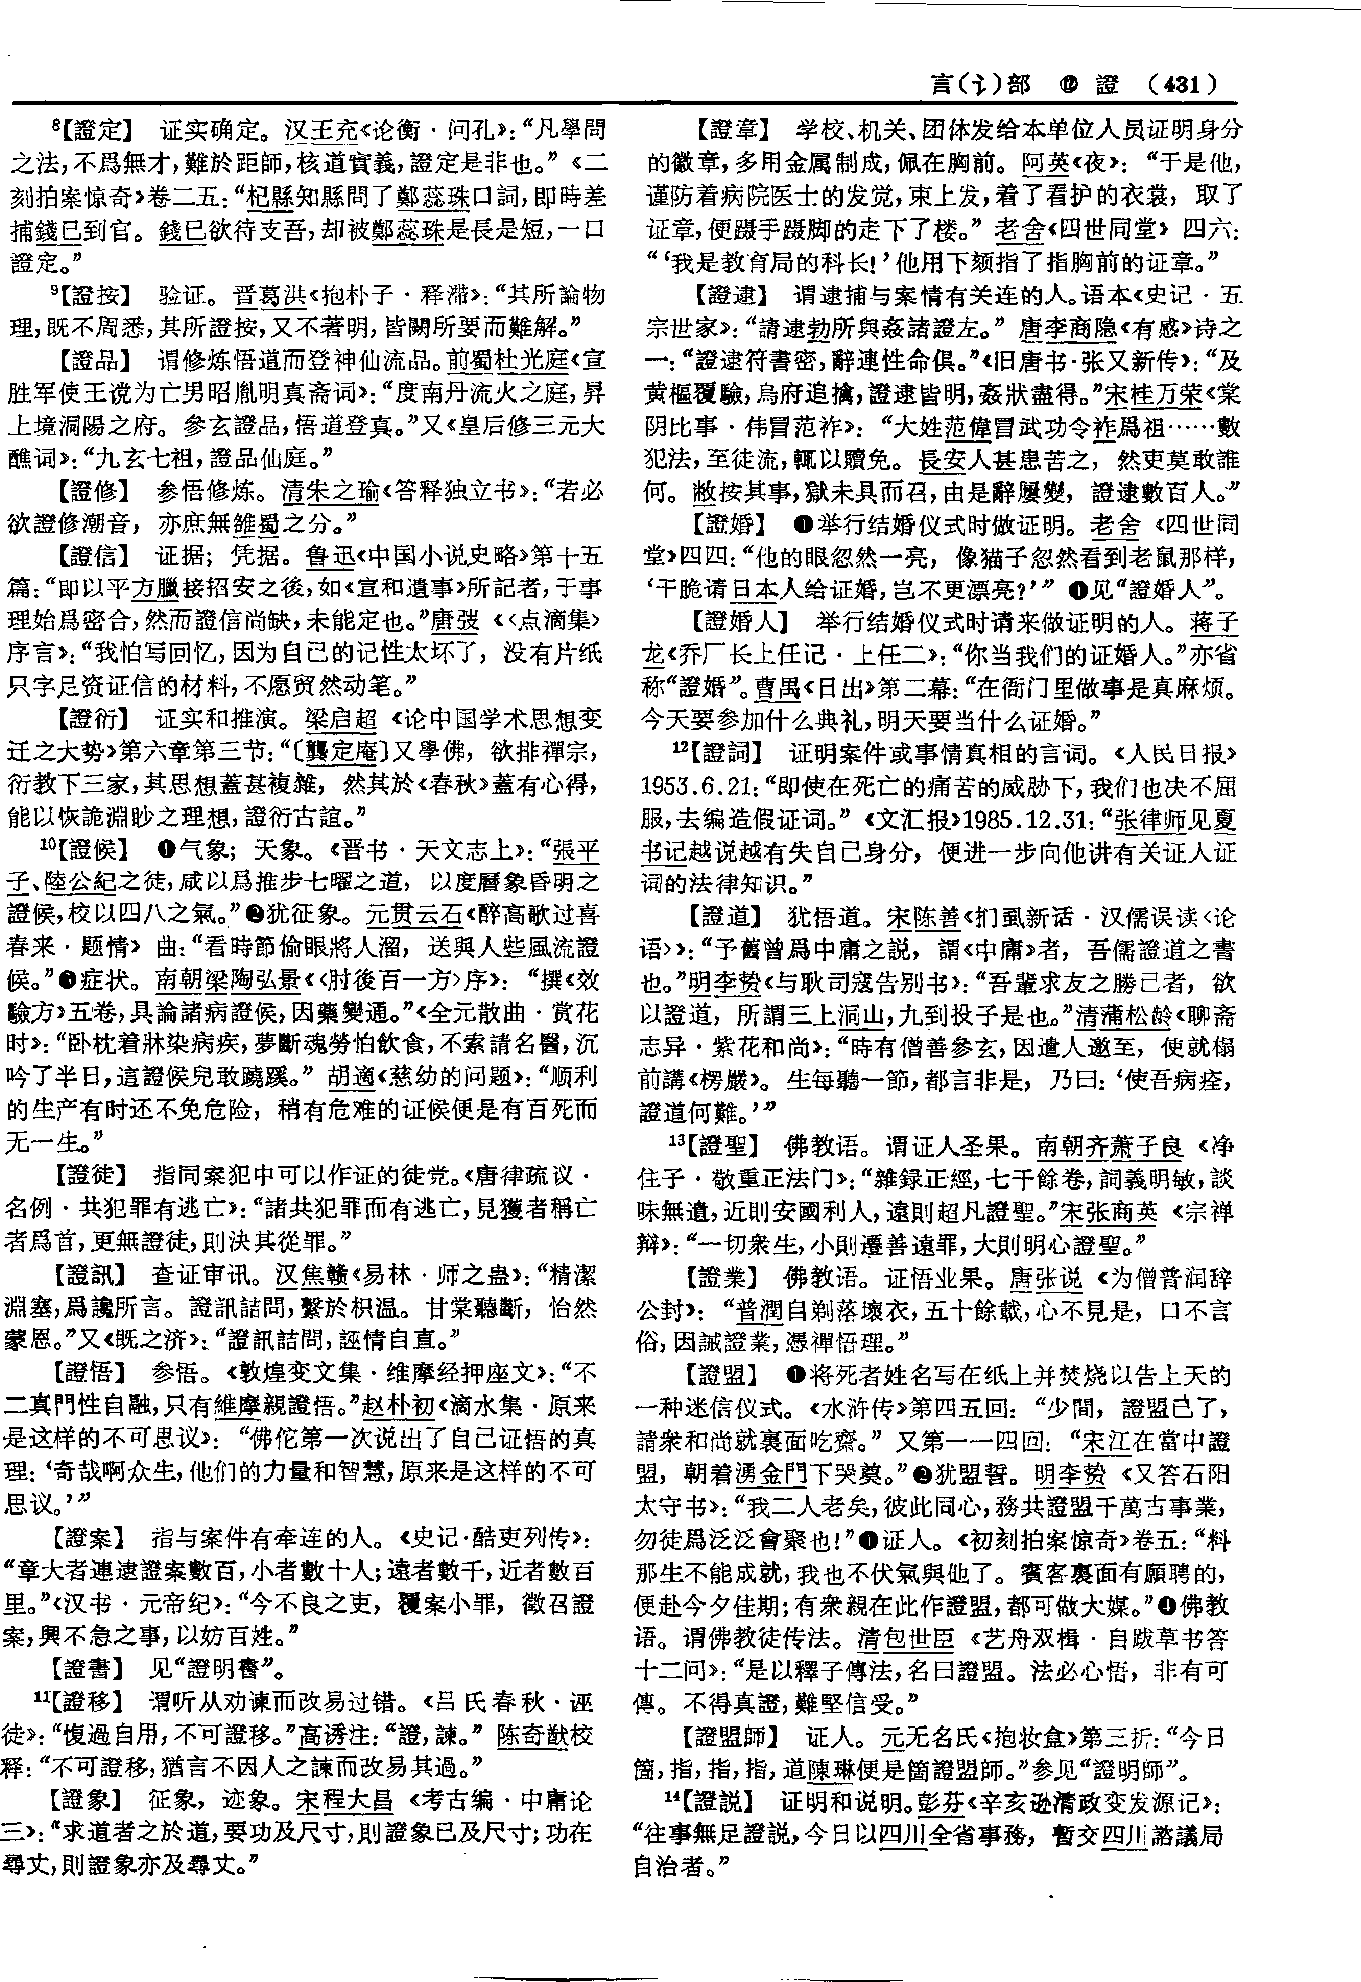 言(讠)部 ⑫ 證 (431)
⁸【證定】 证实确定。汉王充《论衡·问孔》：“凡學問
之法，不爲無才，難於距師，核道實義，證定是非也。”《二
刻拍案惊奇》卷二五：“杞縣知縣問了鄭蕊珠口詞，即時差
捕錢巳到官。錢巳欲待支吾，却被鄭蕊珠是長是短，一口
證定。”
⁹【證按】 验证。晋葛洪《抱朴子·释滞》：“其所論物
理，既不周悉，其所證按，又不著明，皆闕所要而難解。”
【證品】 谓修炼悟道而登神仙流品。前蜀杜光庭《宣
胜军使王谠为亡男昭胤明真斋词》：“度南丹流火之庭，昇
上境洞陽之府。參玄證品，悟道登真。”又《皇后修三元大
醮词》：“九玄七祖，證品仙庭。”
【證修】 参悟修炼。清朱之瑜《答释独立书》：“若必
欲證修潮音，亦庶無雏蜀之分。”
【證信】 证据；凭据。鲁迅《中国小说史略》第十五
篇：“即以平方臘接招安之後，如《宣和遺事》所記者，于事
理始爲密合，然而證信尚缺，未能定也。”唐弢《〈点滴集〉
序言》：“我怕写回忆，因为自己的记性太坏了，没有片纸
只字足资证信的材料，不愿贸然动笔。”
【證衍】 证实和推演。梁启超《论中国学术思想变
迁之大势》第六章第三节：“〔龔定庵〕又學佛，欲排禪宗，
衍教下三家，其思想蓋甚複雜，然其於《春秋》蓋有心得，
能以恢詭淵眇之理想，證衍古誼。”
¹⁰【證候】 ❶气象；天象。《晋书·天文志上》：“張平
子、陸公紀之徒，咸以爲推步七曜之道，以度曆象昏明之
證候，校以四八之氣。”❷犹征象。元贯云石《醉高歌过喜
春来·题情》曲：“看時節偷眼將人溜，送與人些風流證
候。”❸症状。南朝梁陶弘景《〈肘後百一方〉序》：“撰《效
驗方》五卷，具論諸病證候，因藥變通。”《全元散曲·赏花
时》：“卧枕着牀染病疾，夢斷魂勞怕飲食，不索請名醫，沉
吟了半日，這證候兒敢蹺蹊。”胡適《慈幼的问题》：“顺利
的生产有时还不免危险，稍有危难的证候便是有百死而
无一生。”
【證徒】 指同案犯中可以作证的徒党。《唐律疏议·
名例·共犯罪有逃亡》：“諸共犯罪而有逃亡，見獲者稱亡
者爲首，更無證徒，則決其從罪。”
【證訊】 查证审讯。汉焦赣《易林·师之蛊》：“精潔
淵塞，爲讒所言。證訊詰問，繫於枳温。甘棠聽斷，怡然
蒙恩。”又《既之济》：“證訊詰問，誣情自直。”
【證悟】 参悟。《敦煌变文集·维摩经押座文》：“不
二真門性自融，只有維摩親證悟。”赵朴初《滴水集·原来
是这样的不可思议》：“佛佗第一次说出了自己证悟的真
理：‘奇哉啊众生，他们的力量和智慧，原来是这样的不可
思议。’”
【證案】 指与案件有牵连的人。《史记·酷吏列传》：
“章大者連逮證案數百，小者數十人；遠者數千，近者數百
里。”《汉书·元帝纪》：“今不良之吏，覆案小罪，徵召證
案，興不急之事，以妨百姓。”
【證書】 见“證明書”。
¹¹【證移】 谓听从劝谏而改易过错。《吕氏春秋·诬
徒》：“愎過自用，不可證移。”高诱注：“證，諫。”陈奇猷校
释：“不可證移，猶言不因人之諫而改易其過。”
【證象】 征象，迹象。宋程大昌《考古编·中庸论
三》：“求道者之於道，要功及尺寸，則證象已及尺寸；功在
尋丈，則證象亦及尋丈。”
【證章】 学校、机关、团体发给本单位人员证明身分
的徽章，多用金属制成，佩在胸前。阿英《夜》：“于是他，
谨防着病院医士的发觉，束上发，着了看护的衣裳，取了
证章，便蹑手蹑脚的走下了楼。”老舍《四世同堂》四六：
“‘我是教育局的科长！’他用下颏指了指胸前的证章。”
【證逮】 谓逮捕与案情有关连的人。语本《史记·五
宗世家》：“請逮勃所與姦諸證左。”唐李商隐《有感》诗之
一：“證逮符書密，辭連性命俱。”《旧唐书·张又新传》：“及
黄樞覆驗，烏府追擒，證逮皆明，姦狀盡得。”宋桂万荣《棠
阴比事·伟冒范祚》：“大姓范偉冒武功令祚爲祖……數
犯法，至徒流，輒以贖免。長安人甚患苦之，然吏莫敢誰
何。敞按其事，獄未具而召，由是辭屢變，證逮數百人。”
【證婚】 ❶举行结婚仪式时做证明。老舍《四世同
堂》四四：“他的眼忽然一亮，像猫子忽然看到老鼠那样，
‘干脆请日本人给证婚，岂不更漂亮？’”❷见“證婚人”。
【證婚人】 举行结婚仪式时请来做证明的人。蒋子
龙《乔厂长上任记·上任二》：“你当我们的证婚人。”亦省
称“證婚”。曹禺《日出》第二幕：“在衙门里做事是真麻烦。
今天要参加什么典礼，明天要当什么证婚。”
¹²【證詞】 证明案件或事情真相的言词。《人民日报》
1953.6.21：“即使在死亡的痛苦的威胁下，我们也决不屈
服，去编造假证词。”《文汇报》1985.12.31：“张律师见夏
书记越说越有失自己身分，便进一步向他讲有关证人证
词的法律知识。”
【證道】 犹悟道。宋陈善《扪虱新话·汉儒误读〈论
语〉》：“予舊曾爲中庸之説，謂《中庸》者，吾儒證道之書
也。”明李贽《与耿司寇告别书》：“吾輩求友之勝己者，欲
以證道，所謂三上洞山，九到投子是也。”清蒲松龄《聊斋
志异·紫花和尚》：“時有僧善參玄，因遣人邀至，使就榻
前講《楞嚴》。生每聽一節，都言非是，乃曰：‘使吾病痊，
證道何難。’”
¹³【證聖】 佛教语。谓证人圣果。南朝齐萧子良《净
住子·敬重正法门》：“雜録正經，七千餘卷，詞義明敏，談
味無遺，近則安國利人，遠則超凡證聖。”宋张商英《宗禅
辩》：“一切衆生，小則遷善遠罪，大則明心證聖。”
【證業】 佛教语。证悟业果。唐张说《为僧普润辞
公封》：“普潤自剃落壞衣，五十餘載，心不見是，口不言
俗，因誠證業，憑禪悟理。”
【證盟】 ❶将死者姓名写在纸上并焚烧以告上天的
一种迷信仪式。《水浒传》第四五回：“少間，證盟已了，
請衆和尚就裏面吃齋。”又第一一四回：“宋江在當中證
盟，朝着湧金門下哭奠。”❷犹盟誓。明李贽《又答石阳
太守书》：“我二人老矣，彼此同心，務共證盟千萬古事業，
勿徒爲泛泛會聚也！”❸证人。《初刻拍案惊奇》卷五：“料
那生不能成就，我也不伏氣與他了。賓客裏面有願聘的，
便赴今夕佳期；有衆親在此作證盟，都可做大媒。”❹佛教
语。谓佛教徒传法。清包世臣《艺舟双楫·自跋草书答
十二问》：“是以釋子傳法，名曰證盟。法必心悟，非有可
傳。不得真證，難堅信受。”
【證盟師】 证人。元无名氏《抱妆盒》第三折：“今日
箇，指，指，指，道陳琳便是箇證盟師。”参见“證明师”。
¹⁴【證説】 证明和说明。彭芬《辛亥逊清政变发源记》：
“往事無足證説，今日以四川全省事務，暫交四川諮議局
自治者。”